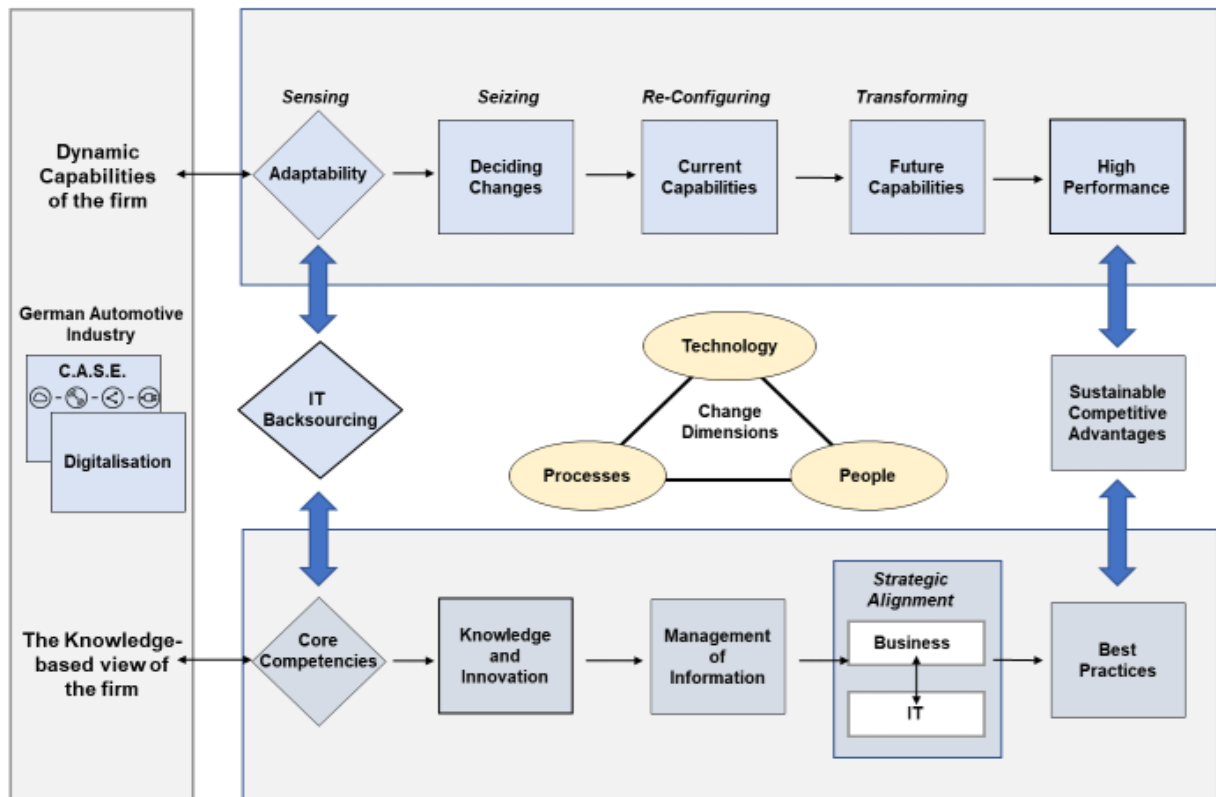 Sensing
Seizing
Re-Configuring
Transforming
Dynamic
Capabilities
of the firm
Adaptability
Deciding
Changes
Current
Capabilities
Future
Capabilities
High
Performance
German Automotive
Industry
C.A.S.E.
Digitalisation
IT
Backsourcing
Technology
Change
Dimensions
Processes
People
Sustainable
Competitive
Advantages
The Knowledge-
based view of
the firm
Core
Competencies
Knowledge
and
Innovation
Management
of
Information
Strategic
Alignment
Business
IT
Best
Practices